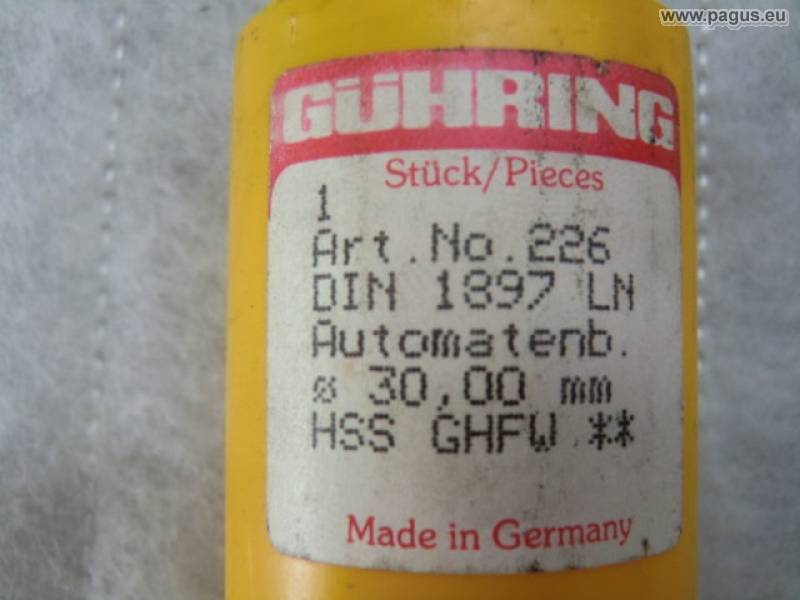 www.pagus.eu
GÜHRING
Stück/Pieces
1
Art.No.226
DIN 1897 LN
Automatenb.
ø 30,00 mm
HSS GHFW **
Made in Germany